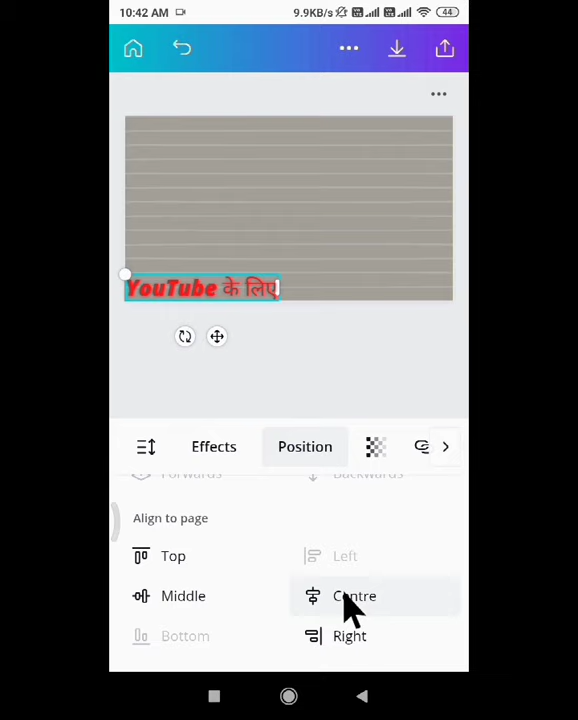 10:42 AM 9.9KB/s 44
YouTube के लिए
Effects Position
Forwards Backwards
Align to page
Top Left
Middle Centre
Bottom Right